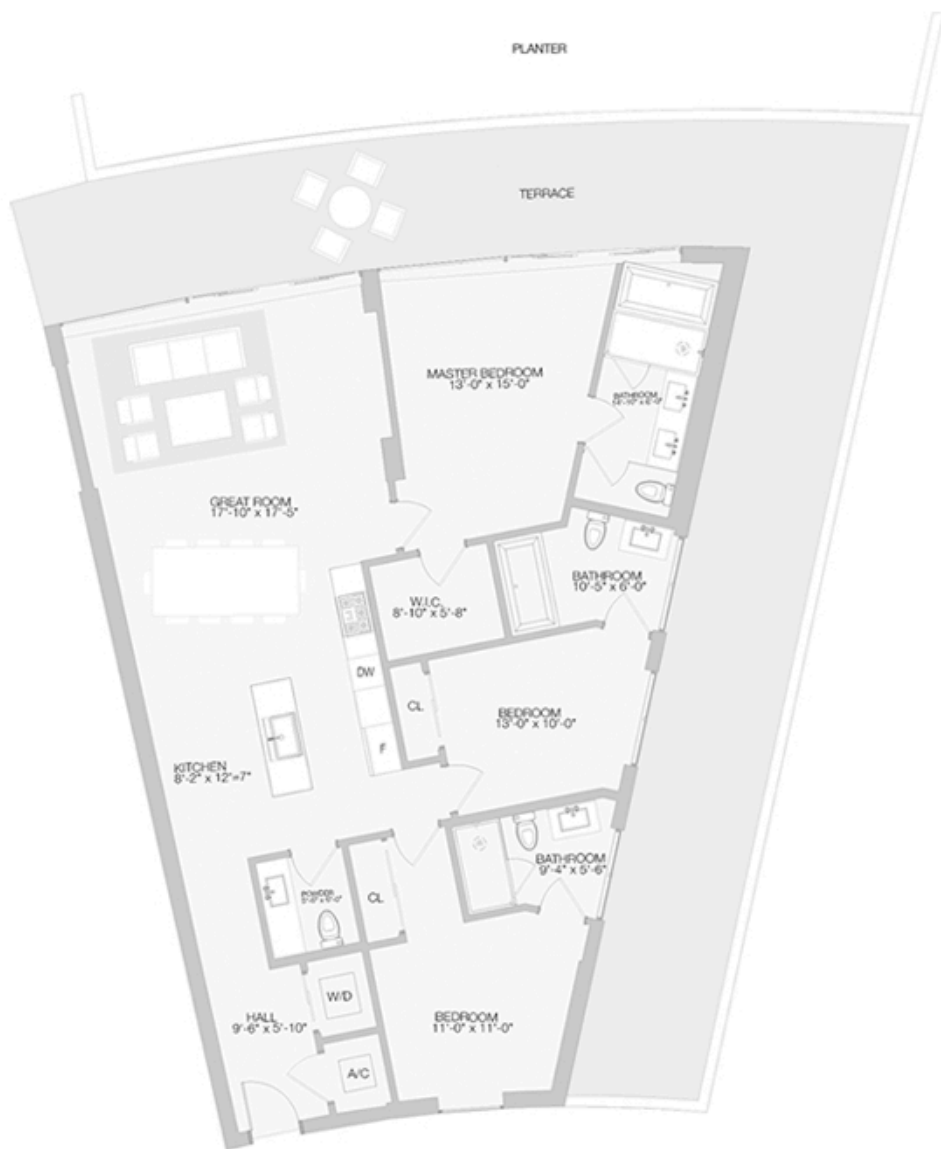 PLANTER
TERRACE
MASTER BEDROOM
13'-0" x 15'-0"
BATHROOM
GREAT ROOM
17'-10" x 17'-5"
BATHROOM
10'-5" x 6'-0"
W.I.C.
8'-10" x 5'-8"
DW
CL
BEDROOM
13'-0" x 10'-0"
F
KITCHEN
8'-2" x 12'=7"
BATHROOM
9'-4" x 5'-6"
POWDER
CL
W/D
HALL
9'-6" x 5'-10"
BEDROOM
11'-0" x 11'-0"
A/C